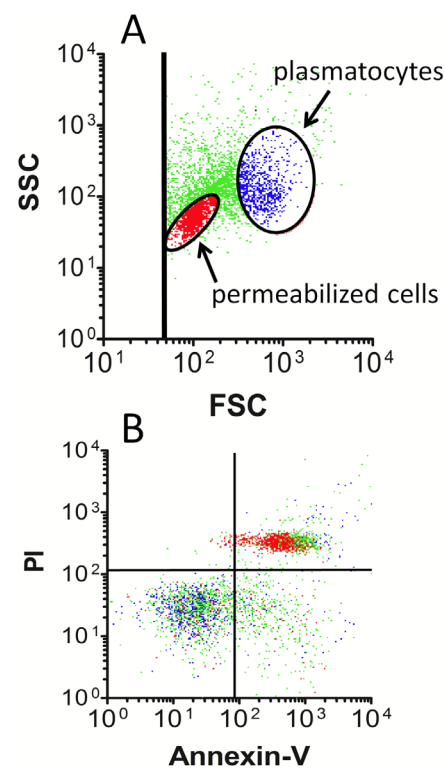 A
plasmatocytes
10⁴
10³
SSC
10²
10¹
permeabilized cells
10⁰
10¹ 10² 10³ 10⁴
FSC
B
10⁴
10³
PI
10²
10¹
10⁰
10⁰ 10¹ 10² 10³ 10⁴
Annexin-V